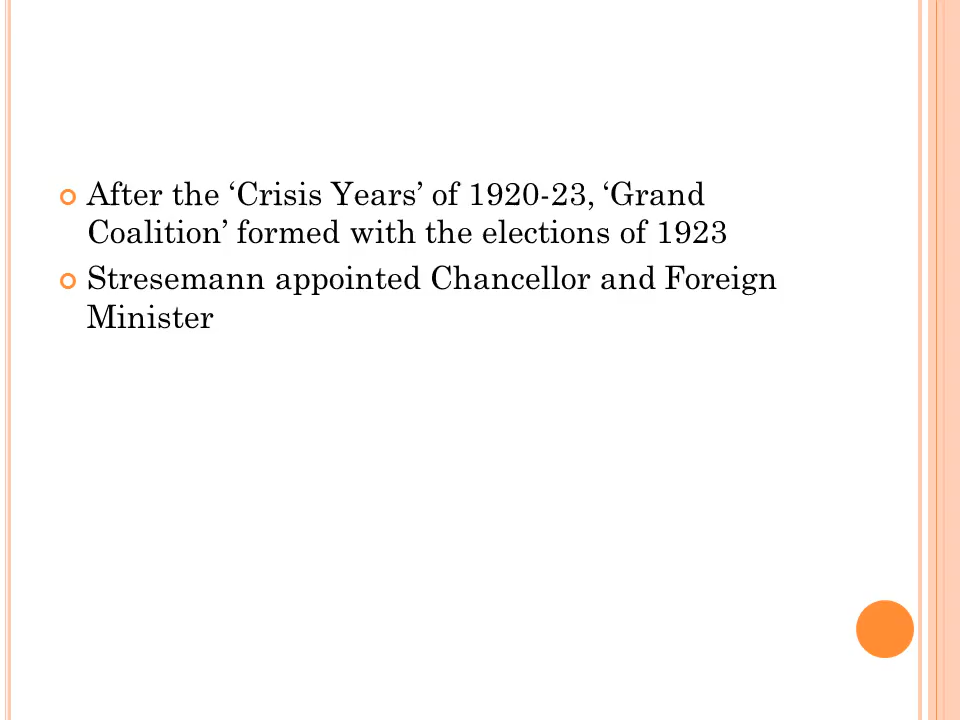 After the ‘Crisis Years’ of 1920-23, ‘Grand
Coalition’ formed with the elections of 1923
Stresemann appointed Chancellor and Foreign
Minister